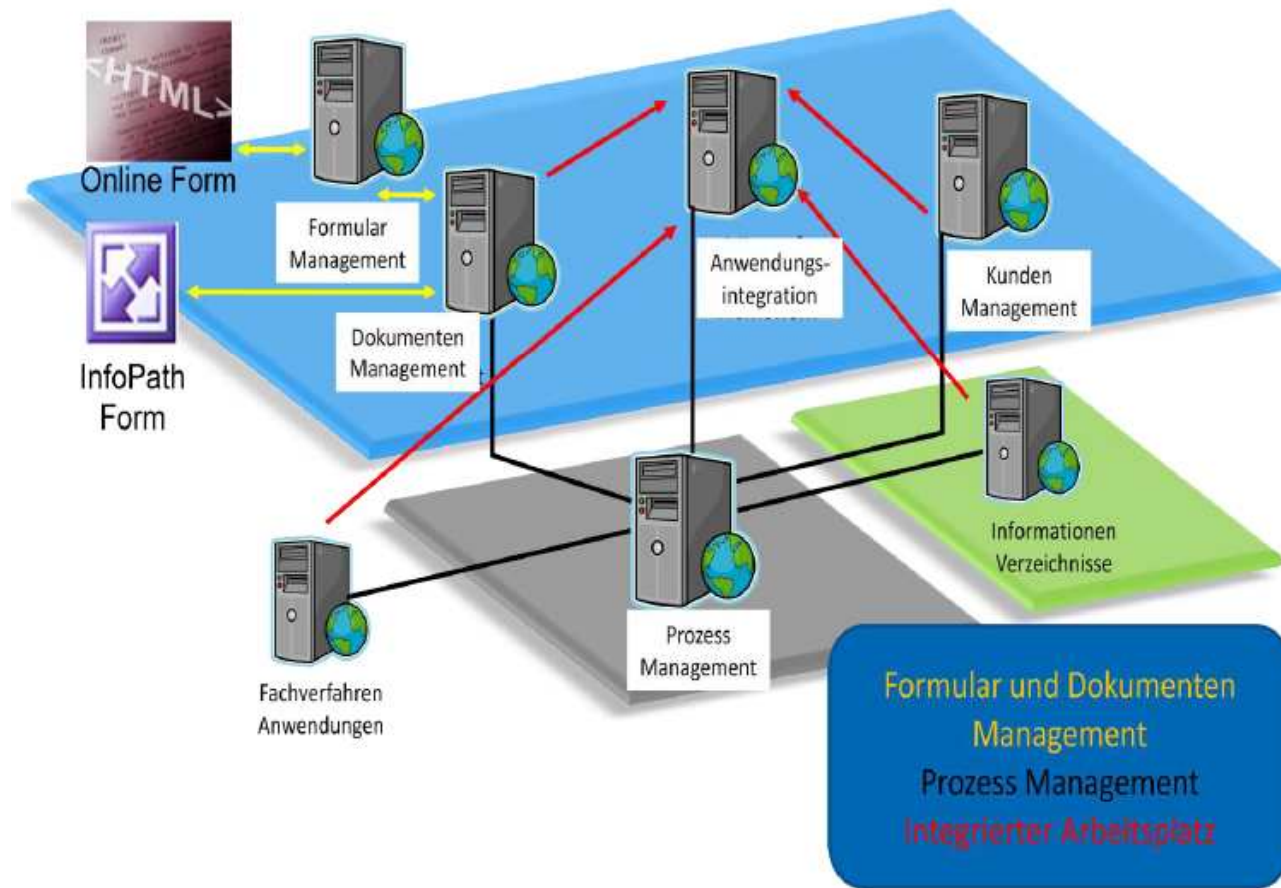 <HTML>
Online Form
Formular
Management
InfoPath
Form
Dokumenten
Management
Anwendungs-
integration
Kunden
Management
Informationen
Verzeichnisse
Prozess
Management
Fachverfahren
Anwendungen
Formular und Dokumenten
Management
Prozess Management
Integrierter Arbeitsplatz